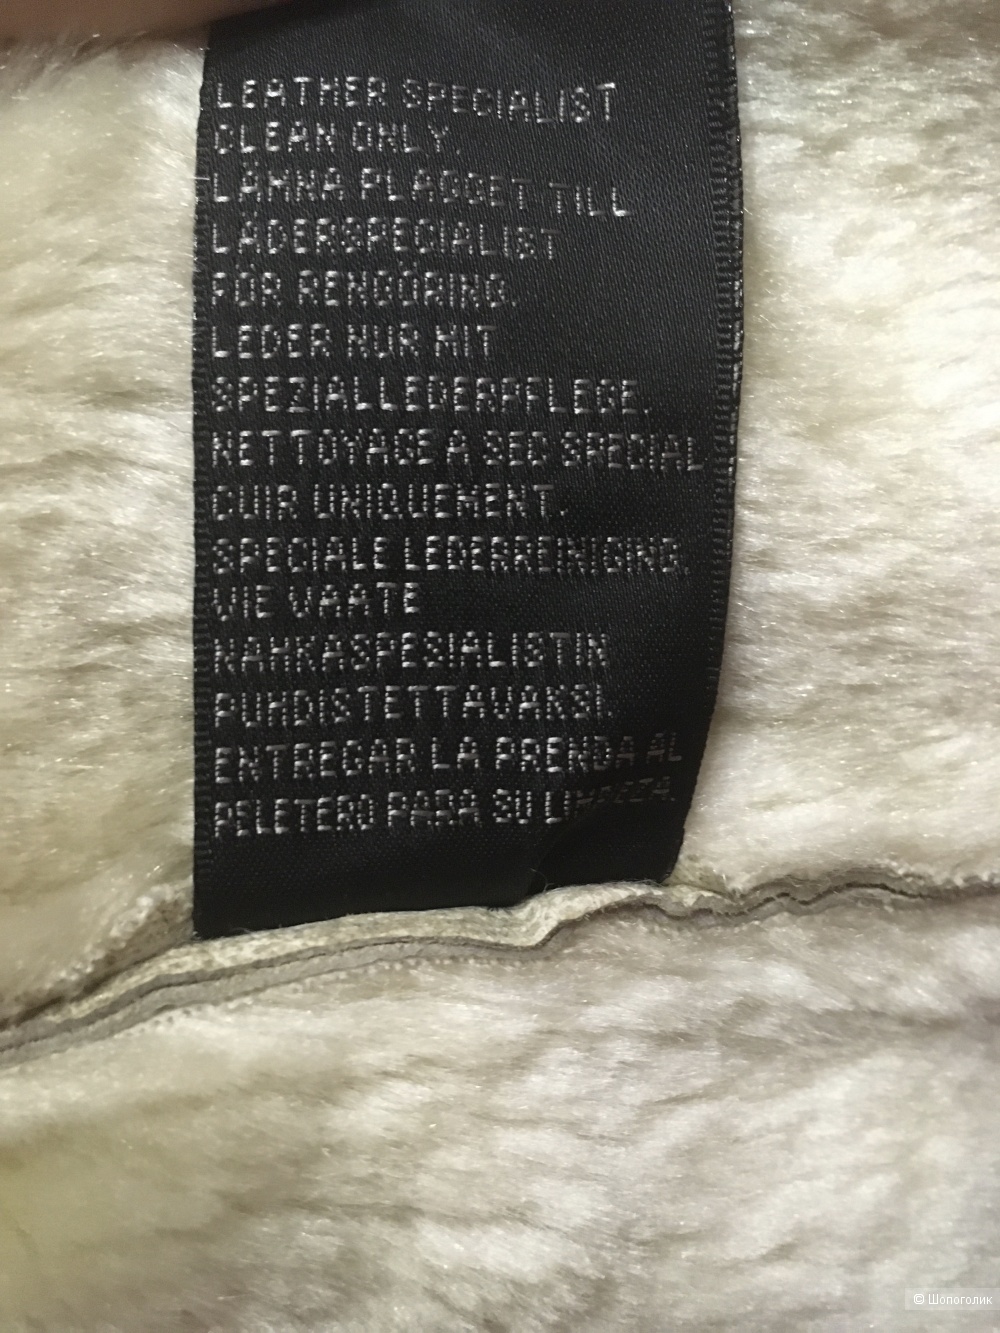 LEATHER SPECIALIST
CLEAN ONLY.
LÄMNA PLAGGET TILL
LÄDERSPECIALIST
FÖR RENGÖRING.
LEDER NUR MIT
SPEZIALLEDERPFLEGE.
NETTOYAGE A SEC SPECIAL
CUIR UNIQUEMENT.
SPECIALE LEDERREINIGING.
VIE VAATE
NAHKASPESIALISTIN
PUHDISTETTAVAKSI.
ENTREGAR LA PRENDA AL
PELETERO PARA SU LIMPEZZA.
© Шопоголик